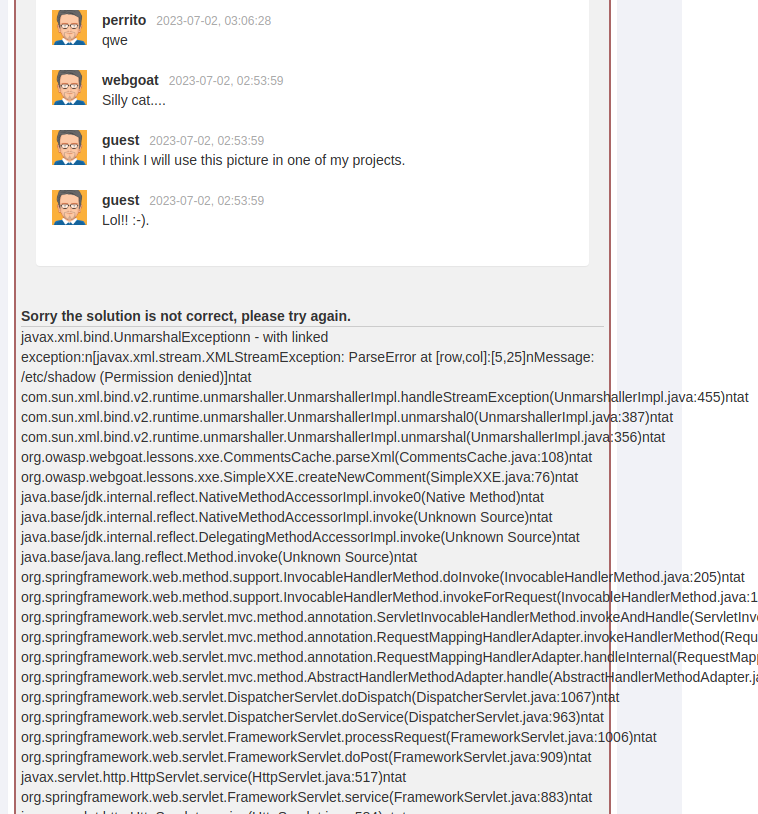 perrito 2023-07-02, 03:06:28
qwe
webgoat 2023-07-02, 02:53:59
Silly cat....
guest 2023-07-02, 02:53:59
I think I will use this picture in one of my projects.
guest 2023-07-02, 02:53:59
Lol!! :-).
Sorry the solution is not correct, please try again.
javax.xml.bind.UnmarshalExceptionn - with linked
exception:n[javax.xml.stream.XMLStreamException: ParseError at [row,col]:[5,25]nMessage:
/etc/shadow (Permission denied)]ntat
com.sun.xml.bind.v2.runtime.unmarshaller.UnmarshallerImpl.handleStreamException(UnmarshallerImpl.java:455)ntat
com.sun.xml.bind.v2.runtime.unmarshaller.UnmarshallerImpl.unmarshal0(UnmarshallerImpl.java:387)ntat
com.sun.xml.bind.v2.runtime.unmarshaller.UnmarshallerImpl.unmarshal(UnmarshallerImpl.java:356)ntat
org.owasp.webgoat.lessons.xxe.CommentsCache.parseXml(CommentsCache.java:108)ntat
org.owasp.webgoat.lessons.xxe.SimpleXXE.createNewComment(SimpleXXE.java:76)ntat
java.base/jdk.internal.reflect.NativeMethodAccessorImpl.invoke0(Native Method)ntat
java.base/jdk.internal.reflect.NativeMethodAccessorImpl.invoke(Unknown Source)ntat
java.base/jdk.internal.reflect.DelegatingMethodAccessorImpl.invoke(Unknown Source)ntat
java.base/java.lang.reflect.Method.invoke(Unknown Source)ntat
org.springframework.web.method.support.InvocableHandlerMethod.doInvoke(InvocableHandlerMethod.java:205)ntat
org.springframework.web.method.support.InvocableHandlerMethod.invokeForRequest(InvocableHandlerMethod.java:1
org.springframework.web.servlet.mvc.method.annotation.ServletInvocableHandlerMethod.invokeAndHandle(ServletInvo
org.springframework.web.servlet.mvc.method.annotation.RequestMappingHandlerAdapter.invokeHandlerMethod(Requ
org.springframework.web.servlet.mvc.method.annotation.RequestMappingHandlerAdapter.handleInternal(RequestMapp
org.springframework.web.servlet.mvc.method.AbstractHandlerMethodAdapter.handle(AbstractHandlerMethodAdapter.ja
org.springframework.web.servlet.DispatcherServlet.doDispatch(DispatcherServlet.java:1067)ntat
org.springframework.web.servlet.DispatcherServlet.doService(DispatcherServlet.java:963)ntat
org.springframework.web.servlet.FrameworkServlet.processRequest(FrameworkServlet.java:1006)ntat
org.springframework.web.servlet.FrameworkServlet.doPost(FrameworkServlet.java:909)ntat
javax.servlet.http.HttpServlet.service(HttpServlet.java:517)ntat
org.springframework.web.servlet.FrameworkServlet.service(FrameworkServlet.java:883)ntat